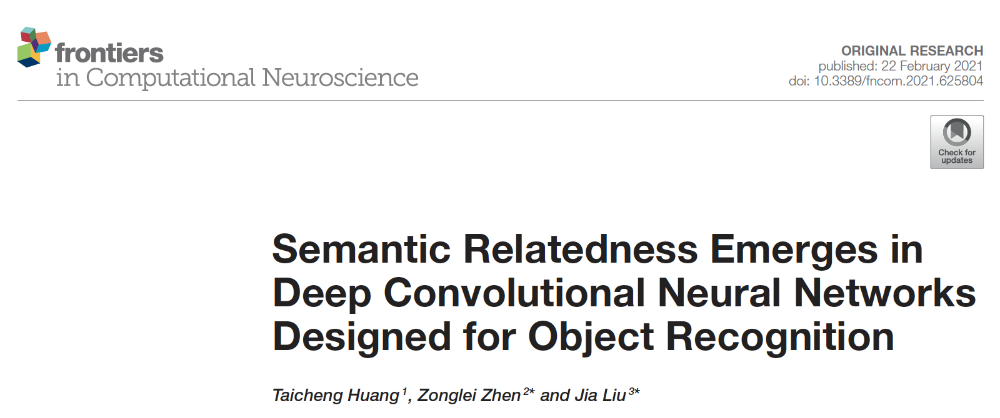 frontiers
in Computational Neuroscience
ORIGINAL RESEARCH
published: 22 February 2021
doi: 10.3389/fncom.2021.625804
Check for
updates
Semantic Relatedness Emerges in
Deep Convolutional Neural Networks
Designed for Object Recognition
Taicheng Huang 1, Zonglei Zhen 2* and Jia Liu 3*